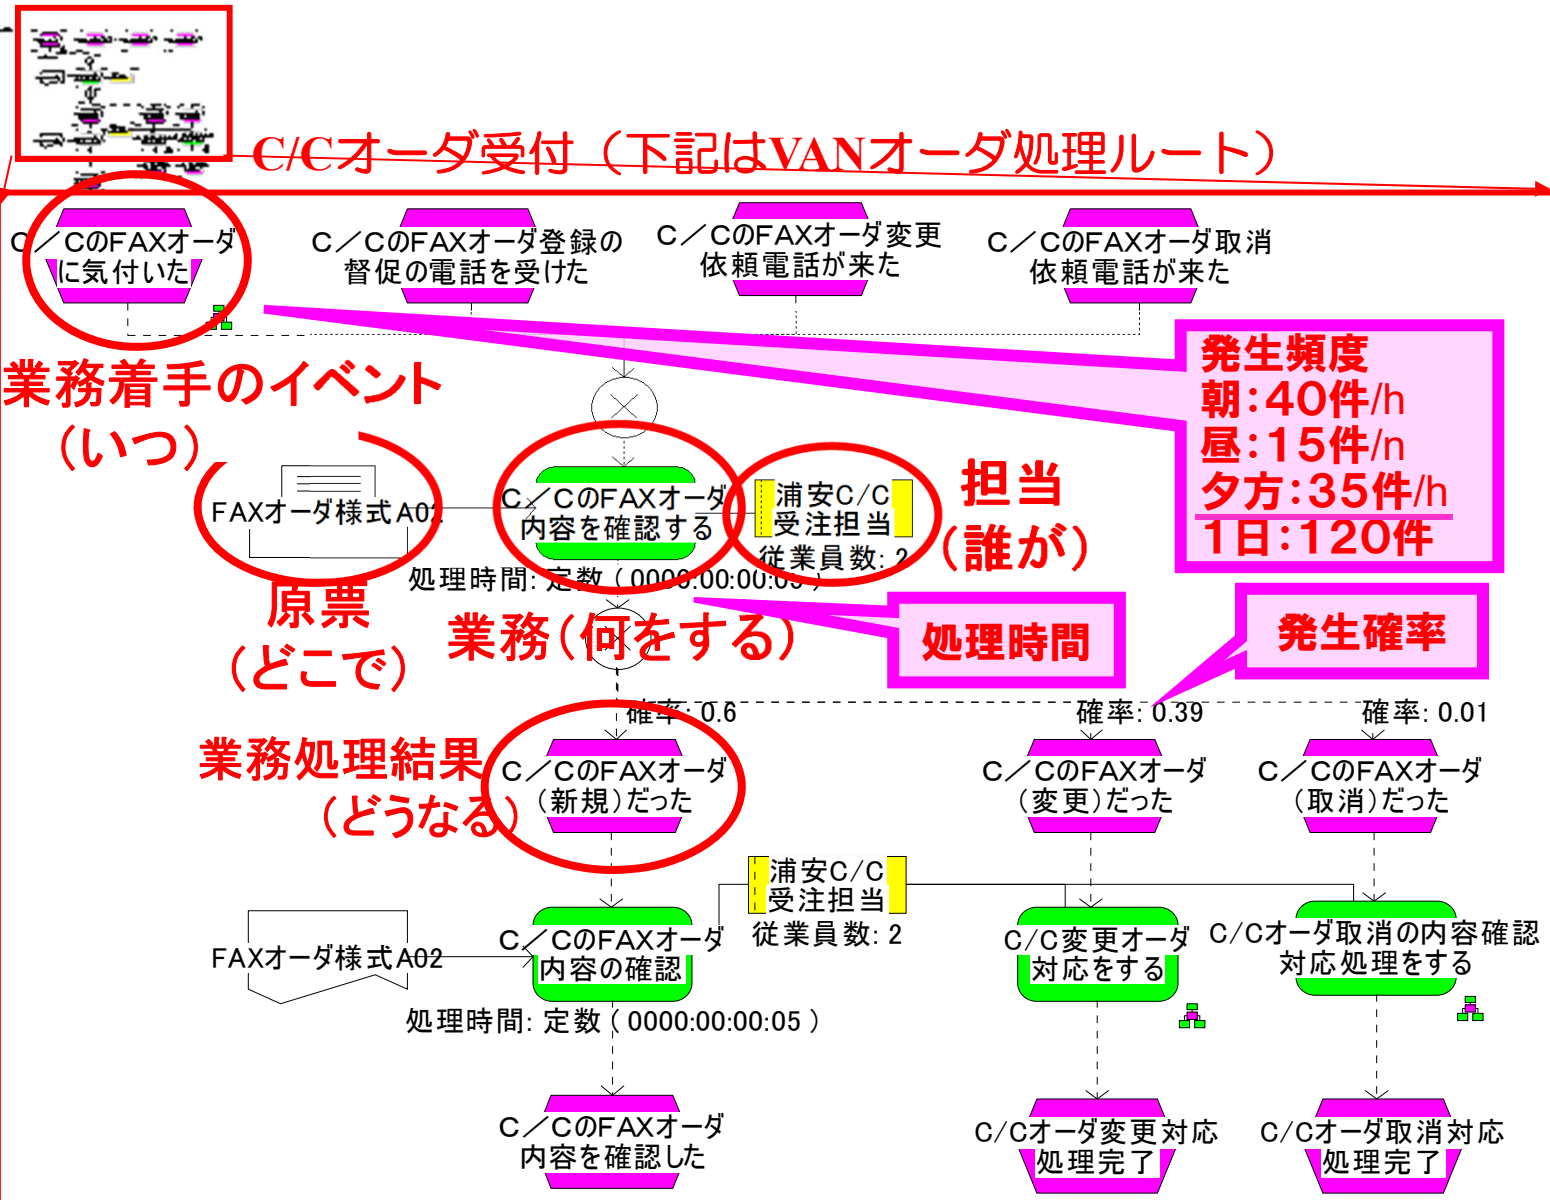 C/Cオーダ受付（下記はVANオーダ処理ルート）
C／CのFAXオーダ
に気付いた
C／CのFAXオーダ登録の
督促の電話を受けた
C／CのFAXオーダ変更
依頼電話が来た
C／CのFAXオーダ取消
依頼電話が来た
業務着手のイベント
（いつ）
発生頻度
朝：40件/h
昼：15件/n
夕方：35件/h
1日：120件
FAXオーダ様式A02
C／CのFAXオーダ
内容を確認する
浦安C/C
受注担当
従業員数: 2
担当
（誰が）
処理時間: 定数（0000:00:00:05）
原票
（どこで）
業務（何をする）
処理時間
発生確率
確率: 0.6
確率: 0.39
確率: 0.01
業務処理結果
（どうなる）
C／CのFAXオーダ
（新規）だった
C／CのFAXオーダ
（変更）だった
C／CのFAXオーダ
（取消）だった
浦安C/C
受注担当
従業員数: 2
FAXオーダ様式A02
C／CのFAXオーダ
内容の確認
C/C変更オーダ
対応をする
C/Cオーダ取消の内容確認
対応処理をする
処理時間: 定数（0000:00:00:05）
C／CのFAXオーダ
内容を確認した
C/Cオーダ変更対応
処理完了
C/Cオーダ取消対応
処理完了